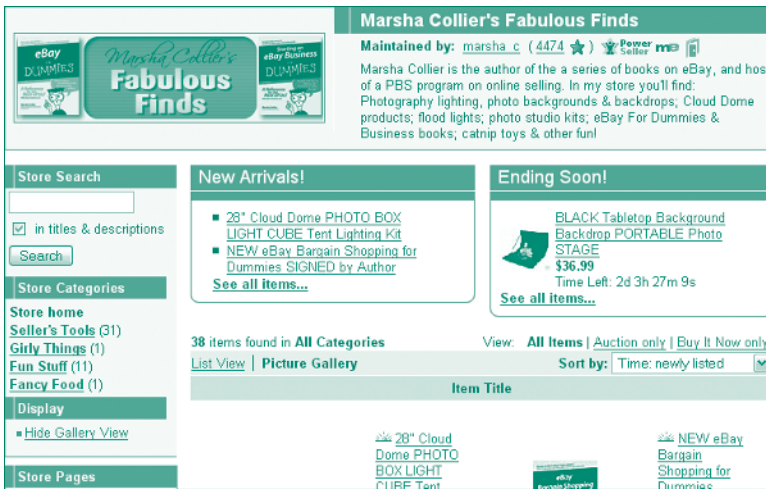 Marsha Collier's Fabulous Finds
eBay
DUMMIES
Marsha Collier's
Fabulous
Finds
eBay Business
DUMMIES
Maintained by: marsha_c ( 4474 ) Power Seller me
Marsha Collier is the author of the a series of books on eBay, and hos
of a PBS program on online selling. In my store you'll find:
Photography lighting, photo backgrounds & backdrops; Cloud Dome
products; flood lights; photo studio kits; eBay For Dummies &
Business books; catnip toys & other fun!
Store Search
in titles & descriptions
Search
Store Categories
Store home
Seller's Tools (31)
Girly Things (1)
Fun Stuff (11)
Fancy Food (1)
Display
Hide Gallery View
Store Pages
New Arrivals!
28" Cloud Dome PHOTO BOX
LIGHT CUBE Tent Lighting Kit
NEW eBay Bargain Shopping for
Dummies SIGNED by Author
See all items...
Ending Soon!
BLACK Tabletop Background
Backdrop PORTABLE Photo
STAGE
$36.99
Time Left: 2d 3h 27m 9s
See all items...
38 items found in All Categories
View: All Items | Auction only | Buy It Now only
List View | Picture Gallery
Sort by: Time: newly listed
Item Title
28" Cloud
Dome PHOTO
BOX LIGHT
CUBE Tent
eBay
Bargain Shopping
NEW eBay
Bargain
Shopping for
Dummies